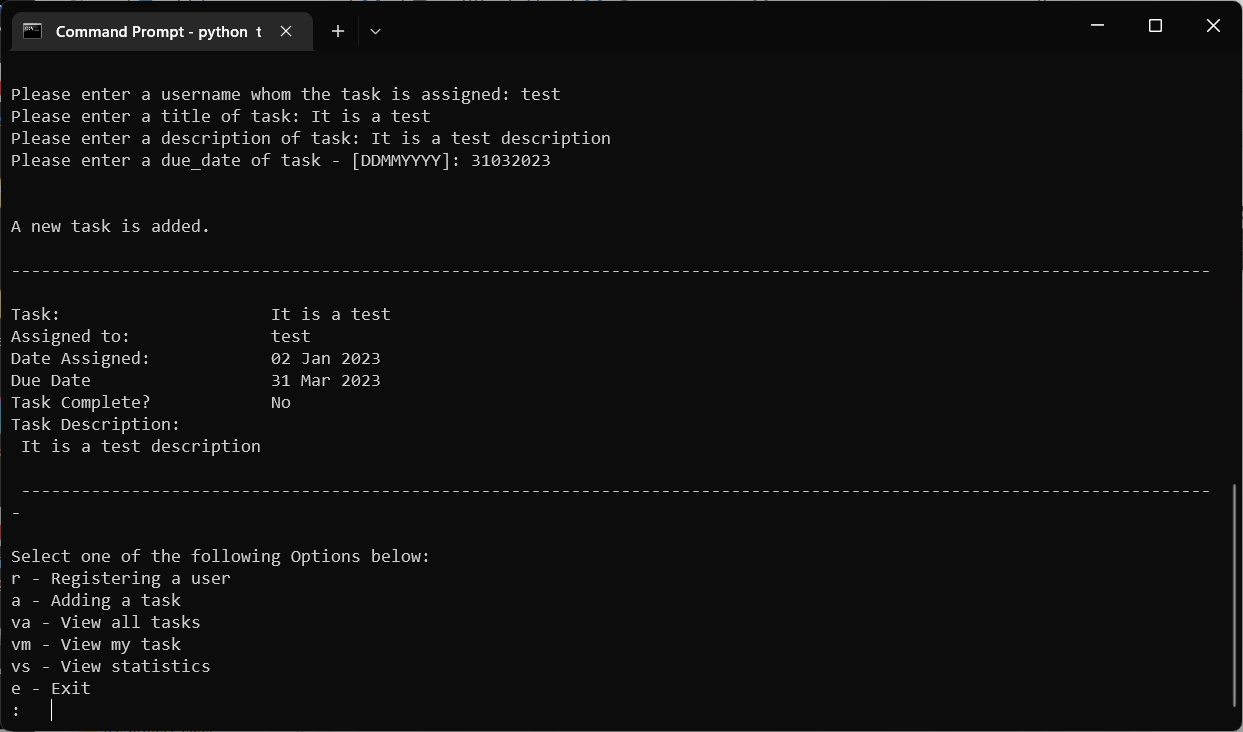 Command Prompt - python t
Please enter a username whom the task is assigned: test
Please enter a title of task: It is a test
Please enter a description of task: It is a test description
Please enter a due_date of task - [DDMMYYYY]: 31032023
A new task is added.
------------------------------------------------------------------------------------------------------------------------
Task: It is a test
Assigned to: test
Date Assigned: 02 Jan 2023
Due Date 31 Mar 2023
Task Complete? No
Task Description:
It is a test description
-----------------------------------------------------------------------------------------------------------------------
-
Select one of the following Options below:
r - Registering a user
a - Adding a task
va - View all tasks
vm - View my task
vs - View statistics
e - Exit
: